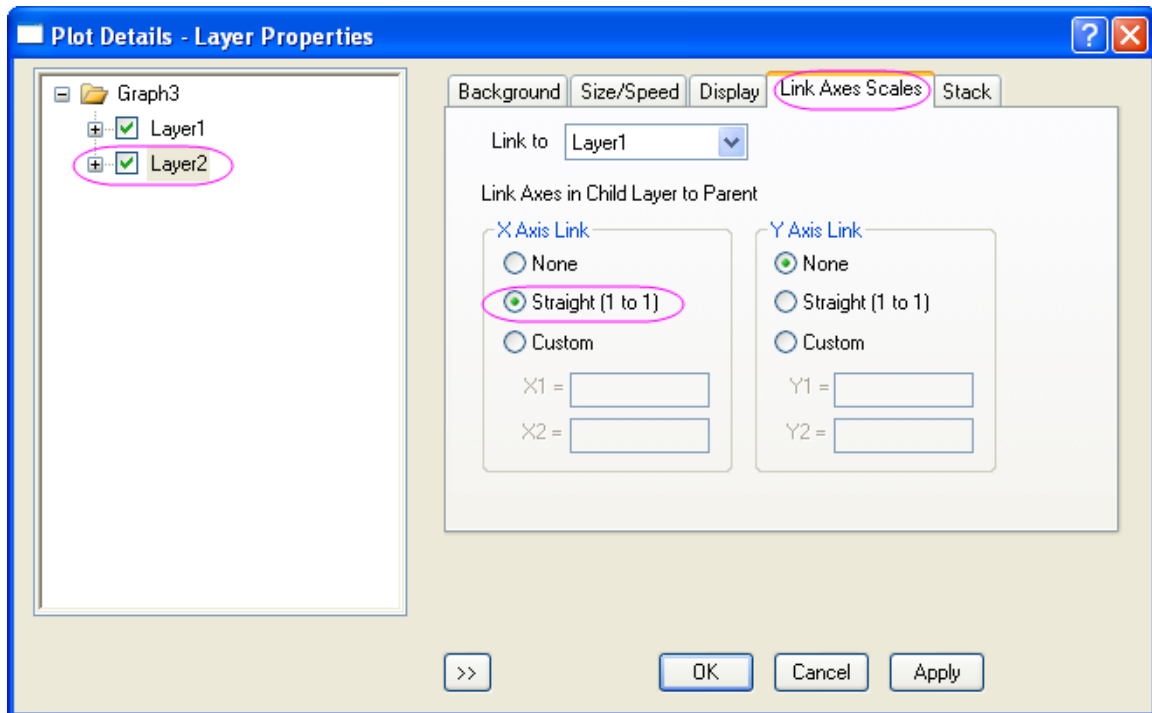 Plot Details - Layer Properties
Graph3
Layer1
Layer2
Background Size/Speed Display Link Axes Scales Stack
Link to Layer1
Link Axes in Child Layer to Parent
X Axis Link
None
Straight (1 to 1)
Custom
X1 =
X2 =
Y Axis Link
None
Straight (1 to 1)
Custom
Y1 =
Y2 =
>> OK Cancel Apply